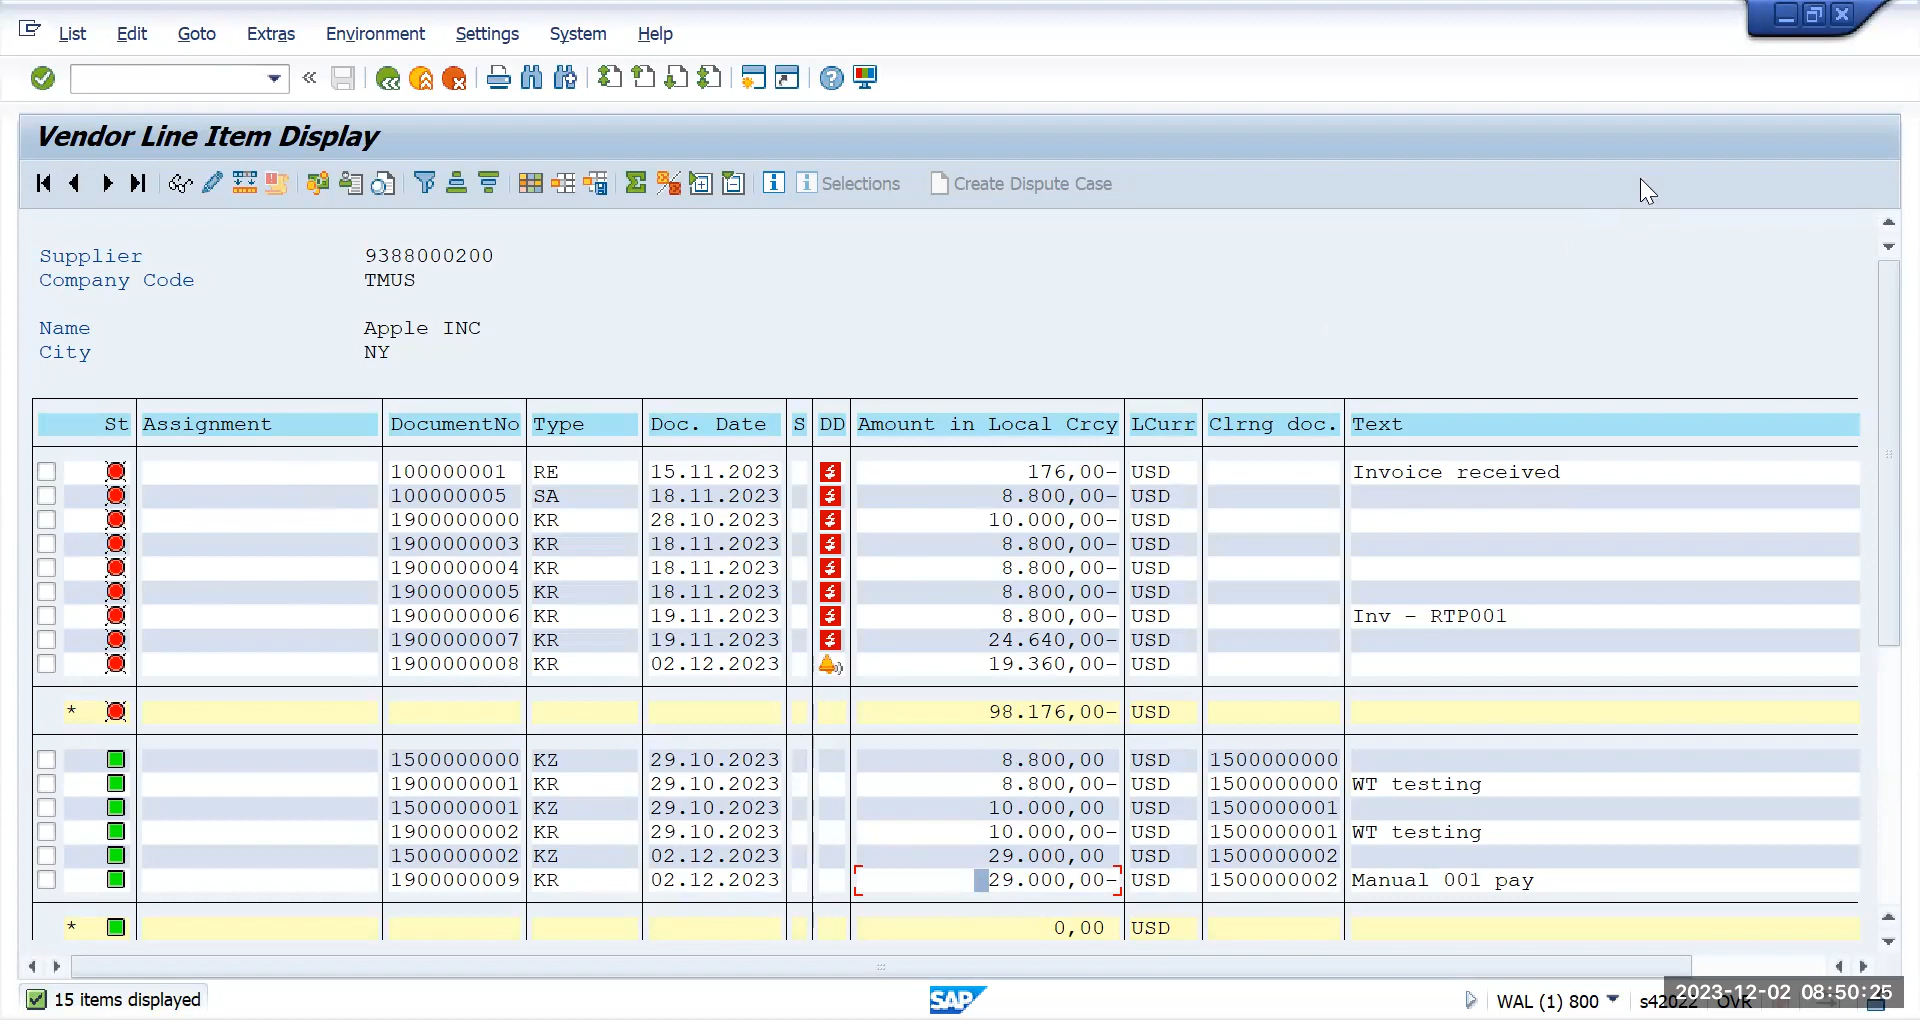 List Edit Goto Extras Environment Settings System Help
Vendor Line Item Display
Selections Create Dispute Case
Supplier 9388000200
Company Code TMUS
Name Apple INC
City NY
St Assignment DocumentNo Type Doc. Date S DD Amount in Local Crcy LCurr Clrng doc. Text
100000001 RE 15.11.2023 176,00- USD Invoice received
100000005 SA 18.11.2023 8.800,00- USD
1900000000 KR 28.10.2023 10.000,00- USD
1900000003 KR 18.11.2023 8.800,00- USD
1900000004 KR 18.11.2023 8.800,00- USD
1900000005 KR 18.11.2023 8.800,00- USD
1900000006 KR 19.11.2023 8.800,00- USD Inv - RTP001
1900000007 KR 19.11.2023 24.640,00- USD
1900000008 KR 02.12.2023 19.360,00- USD
* 98.176,00- USD
1500000000 KZ 29.10.2023 8.800,00 USD 1500000000
1900000001 KR 29.10.2023 8.800,00- USD 1500000000 WT testing
1500000001 KZ 29.10.2023 10.000,00 USD 1500000001
1900000002 KR 29.10.2023 10.000,00- USD 1500000001 WT testing
1500000002 KZ 02.12.2023 29.000,00 USD 1500000002
1900000009 KR 02.12.2023 29.000,00- USD 1500000002 Manual 001 pay
* 0,00 USD
15 items displayed SAP WAL (1) 800 s42022 OVR
2023-12-02 08:50:25